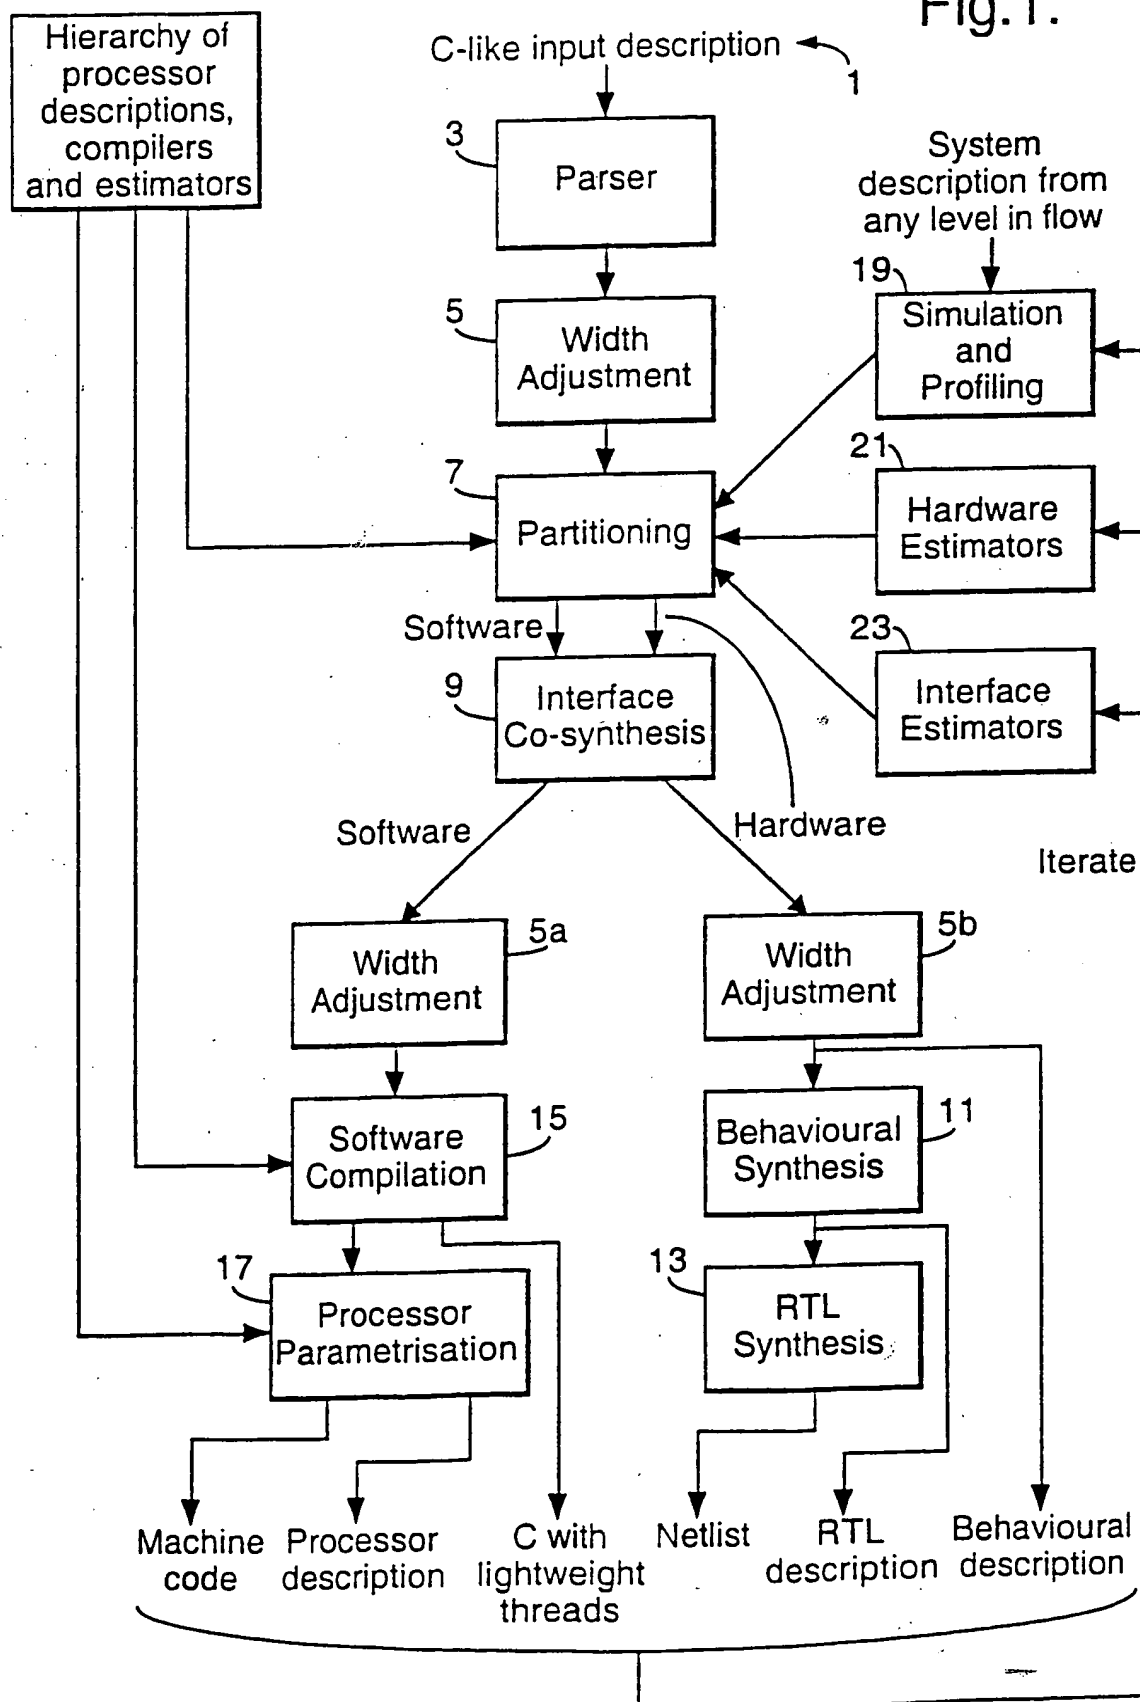 Fig.1.
Hierarchy of
processor
descriptions,
compilers
and estimators
C-like input description
1
3
Parser
System
description from
any level in flow
5
Width
Adjustment
19
Simulation
and
Profiling
7
Partitioning
21
Hardware
Estimators
Software
9
Interface
Co-synthesis
23
Interface
Estimators
Software
Hardware
Iterate
5a
Width
Adjustment
5b
Width
Adjustment
15
Software
Compilation
11
Behavioural
Synthesis
17
Processor
Parametrisation
13
RTL
Synthesis
Machine
code
Processor
description
C with
lightweight
threads
Netlist
RTL
description
Behavioural
description